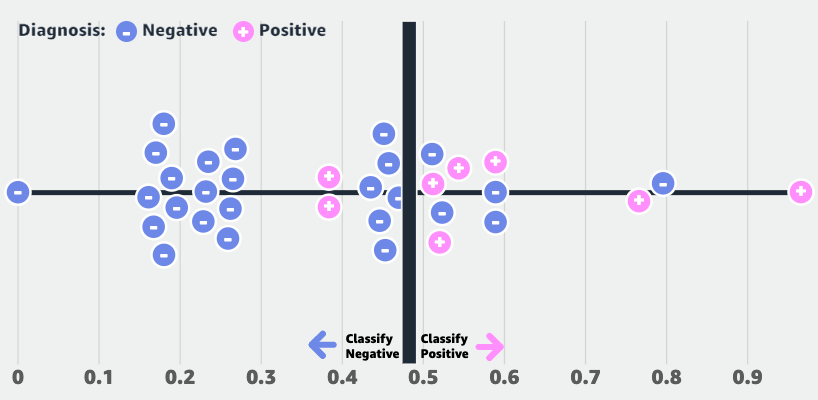 Diagnosis: - Negative + Positive
Classify Negative
Classify Positive
0 0.1 0.2 0.3 0.4 0.5 0.6 0.7 0.8 0.9